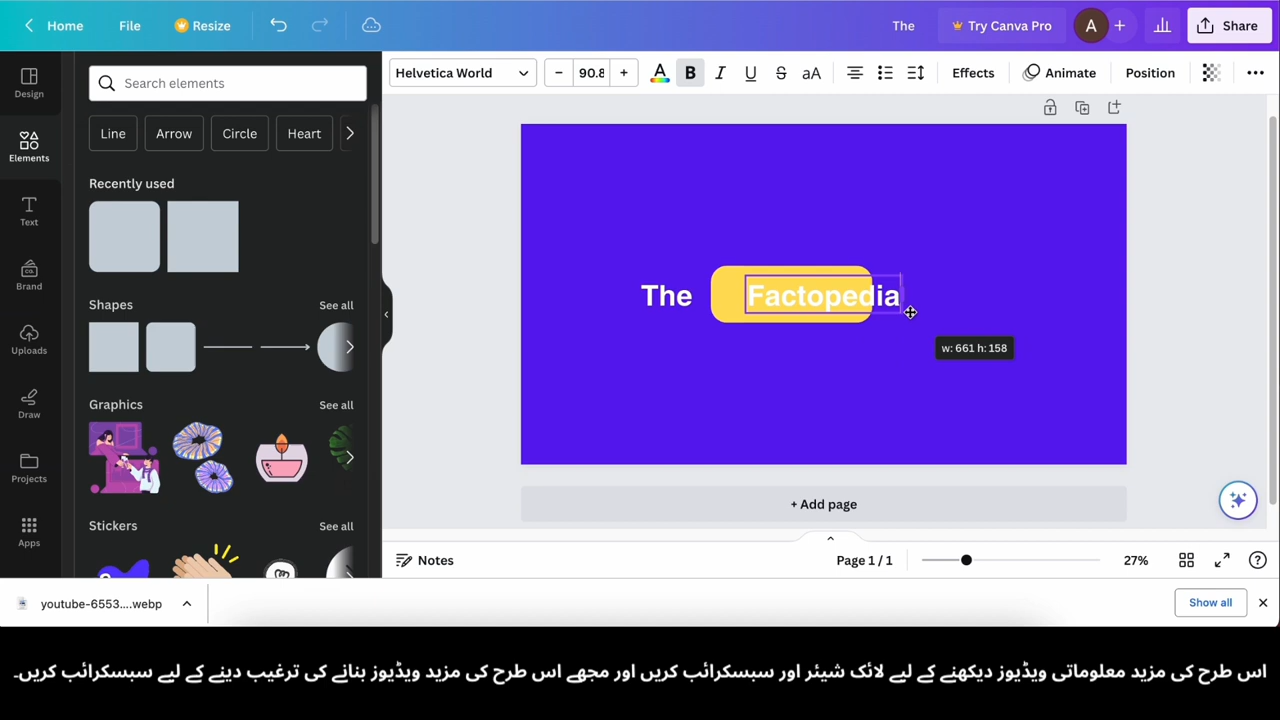 Home
File
Resize
The
Try Canva Pro
A
Share
Helvetica World
90.8
A
B
I
U
S
aA
Effects
Animate
Position
Design
Elements
Text
Brand
Uploads
Draw
Projects
Apps
Search elements
Line
Arrow
Circle
Heart
Recently used
Shapes
See all
Graphics
See all
Stickers
See all
The Factopedia
w: 661 h: 158
+ Add page
Notes
Page 1 / 1
27%
youtube-6553....webp
Show all
اس طرح کی مزید معلوماتی ویڈیوز دیکھنے کے لیے لائک شیئر اور سبسکرائب کریں اور مجھے اس طرح کی مزید ویڈیوز بنانے کی ترغیب دینے کے لیے سبسکرائب کریں۔